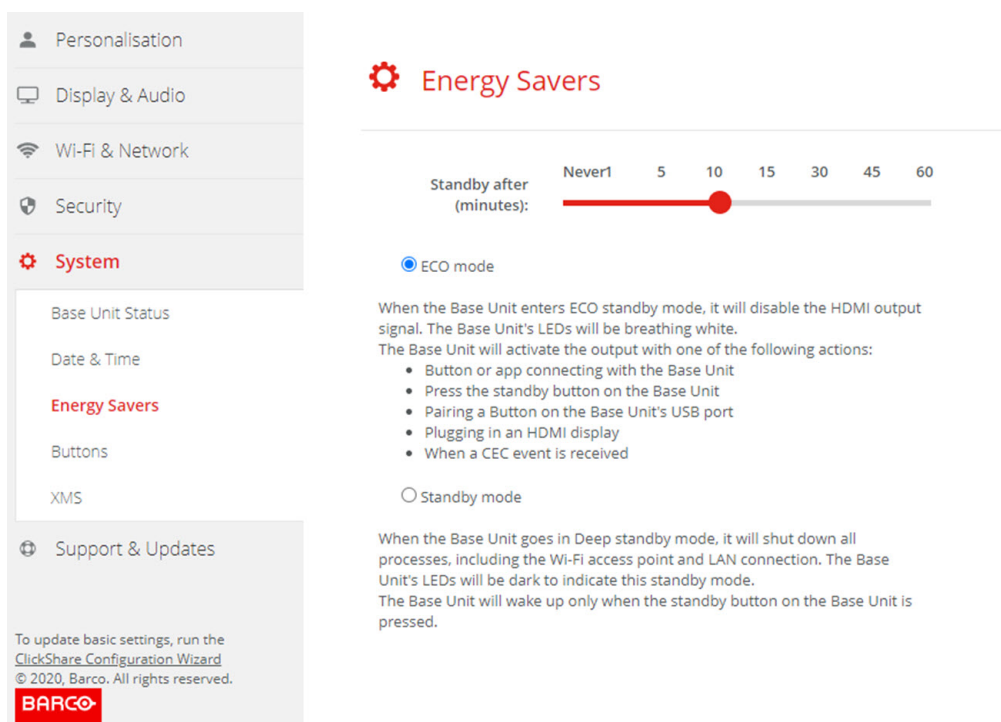 Personalisation
Display & Audio
Wi-Fi & Network
Security
System
Base Unit Status
Date & Time
Energy Savers
Buttons
XMS
Support & Updates
To update basic settings, run the
ClickShare Configuration Wizard
© 2020, Barco. All rights reserved.
BARCO
Energy Savers
Never1 5 10 15 30 45 60
Standby after
(minutes):
ECO mode
When the Base Unit enters ECO standby mode, it will disable the HDMI output
signal. The Base Unit's LEDs will be breathing white.
The Base Unit will activate the output with one of the following actions:
• Button or app connecting with the Base Unit
• Press the standby button on the Base Unit
• Pairing a Button on the Base Unit's USB port
• Plugging in an HDMI display
• When a CEC event is received
Standby mode
When the Base Unit goes in Deep standby mode, it will shut down all
processes, including the Wi-Fi access point and LAN connection. The Base
Unit's LEDs will be dark to indicate this standby mode.
The Base Unit will wake up only when the standby button on the Base Unit is
pressed.